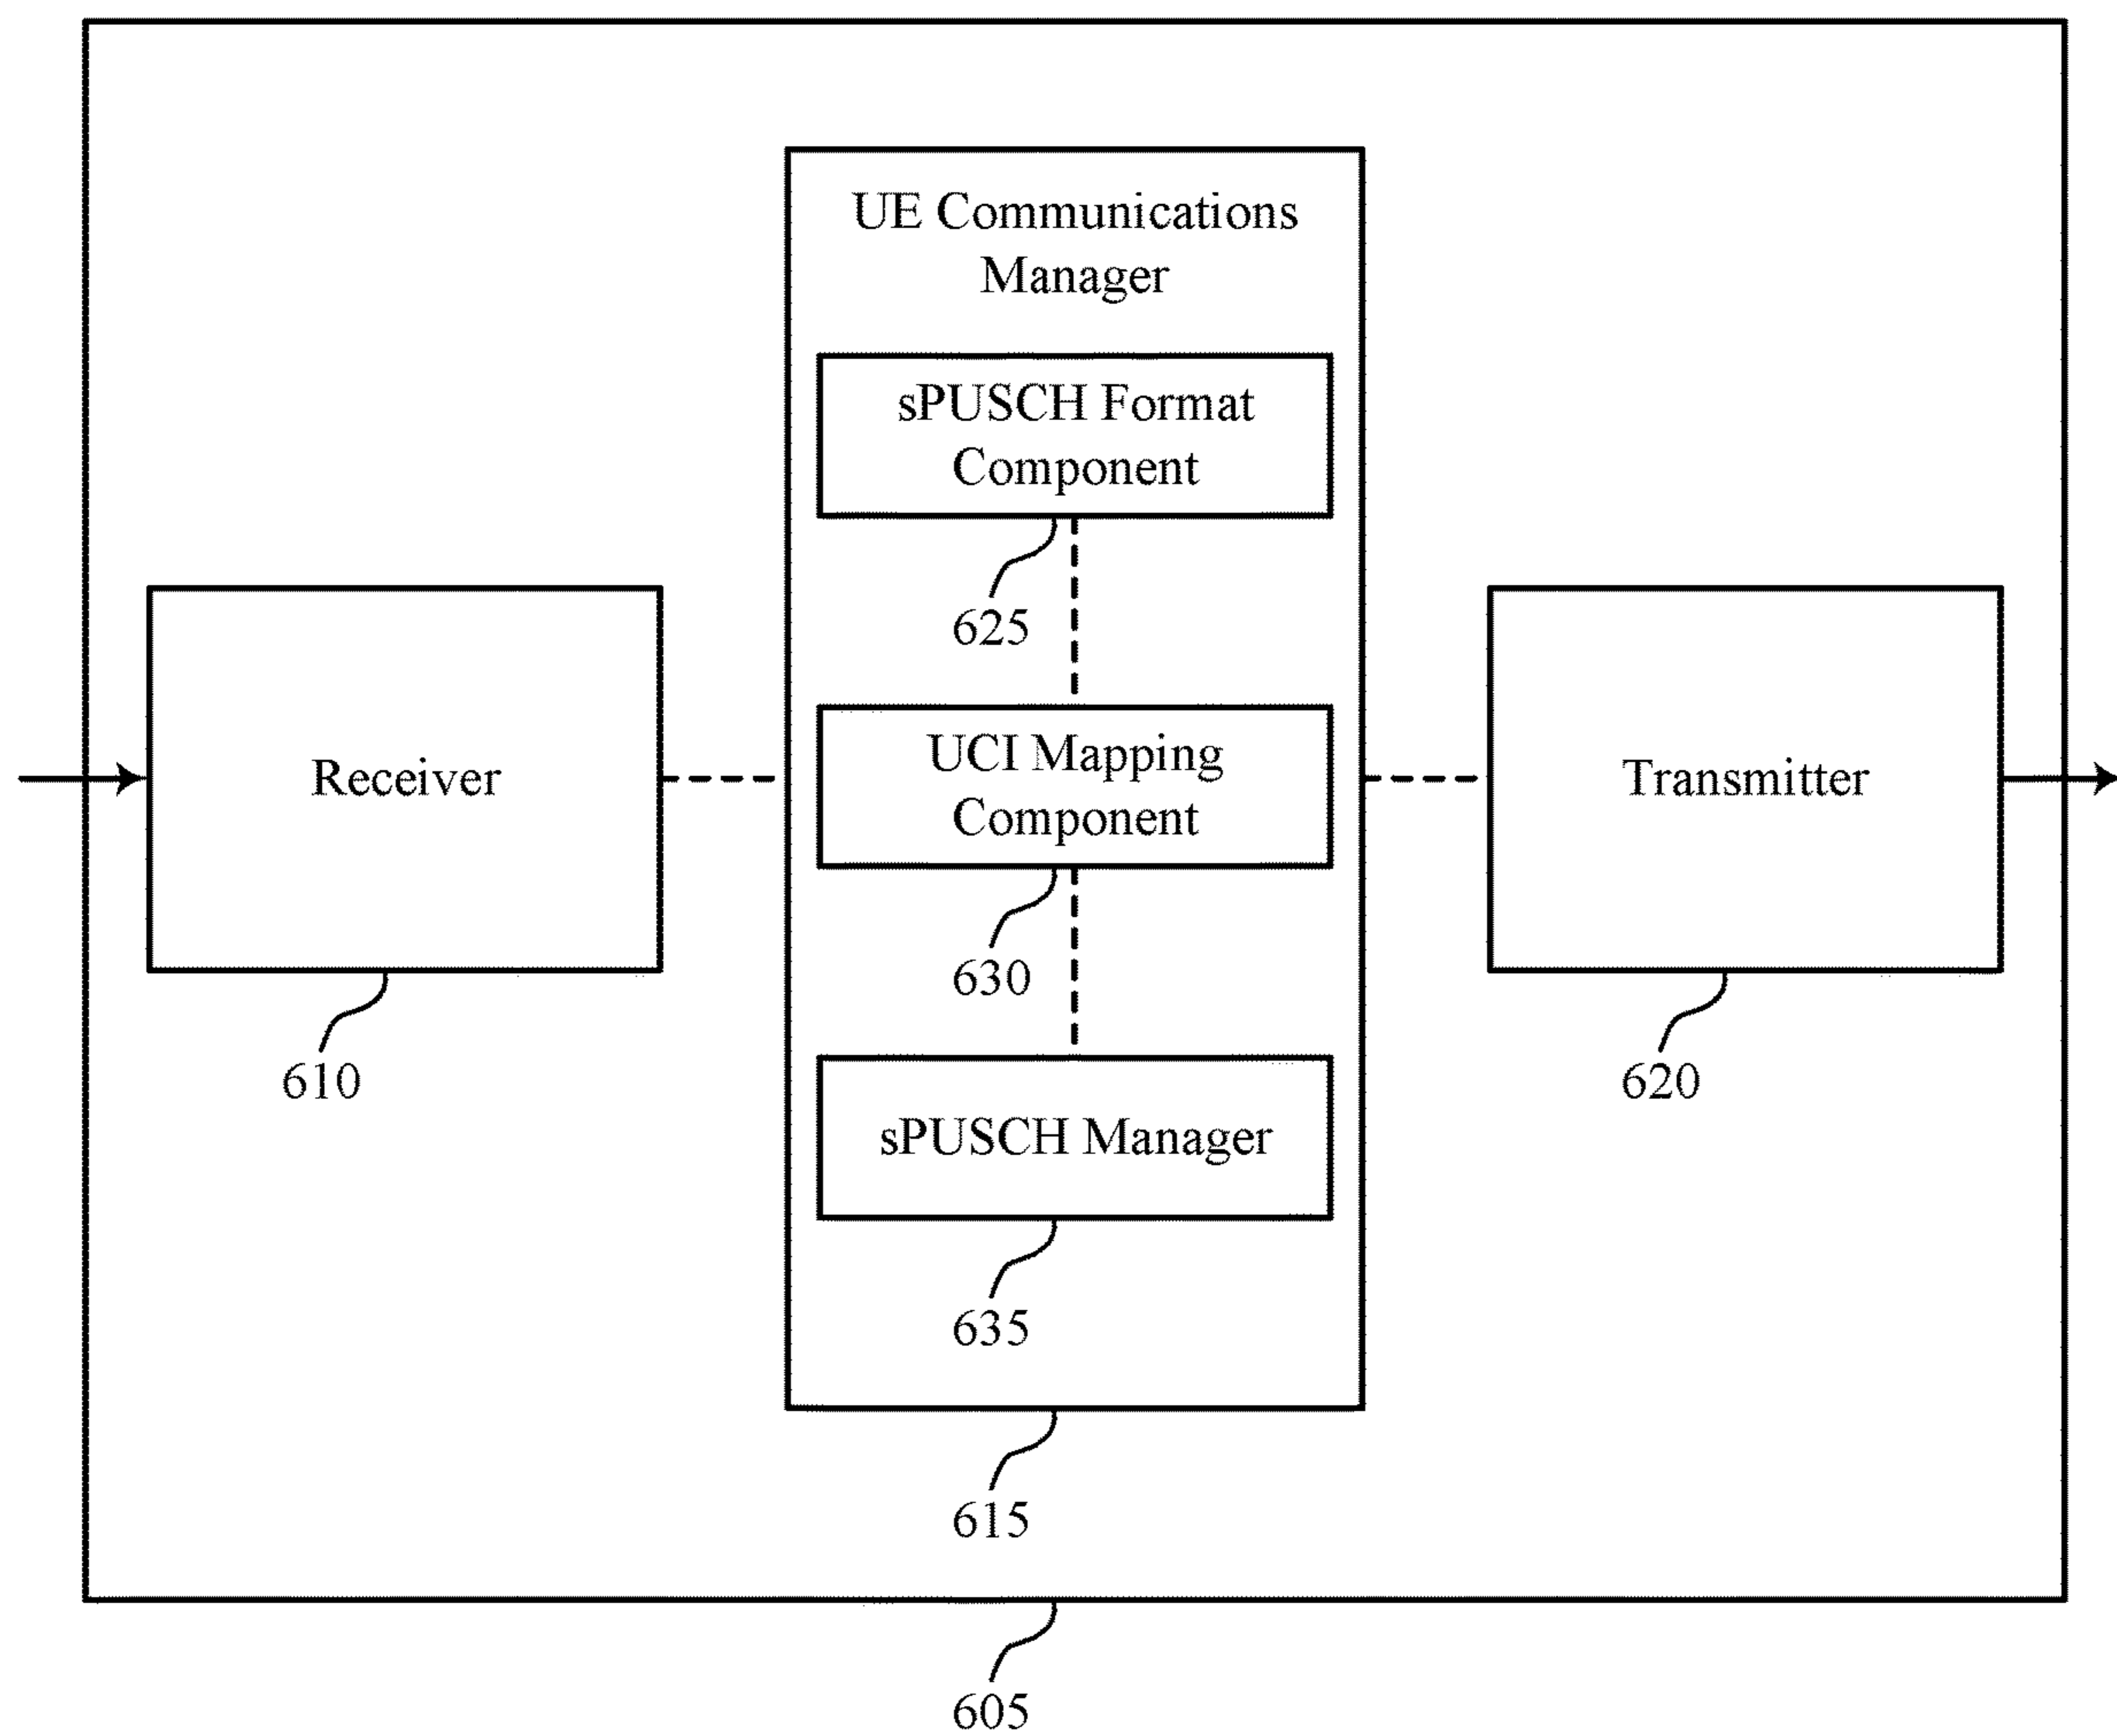 UE Communications
Manager
sPUSCH Format
Component
625
Receiver
UCI Mapping
Component
Transmitter
630
610
620
sPUSCH Manager
635
615
605